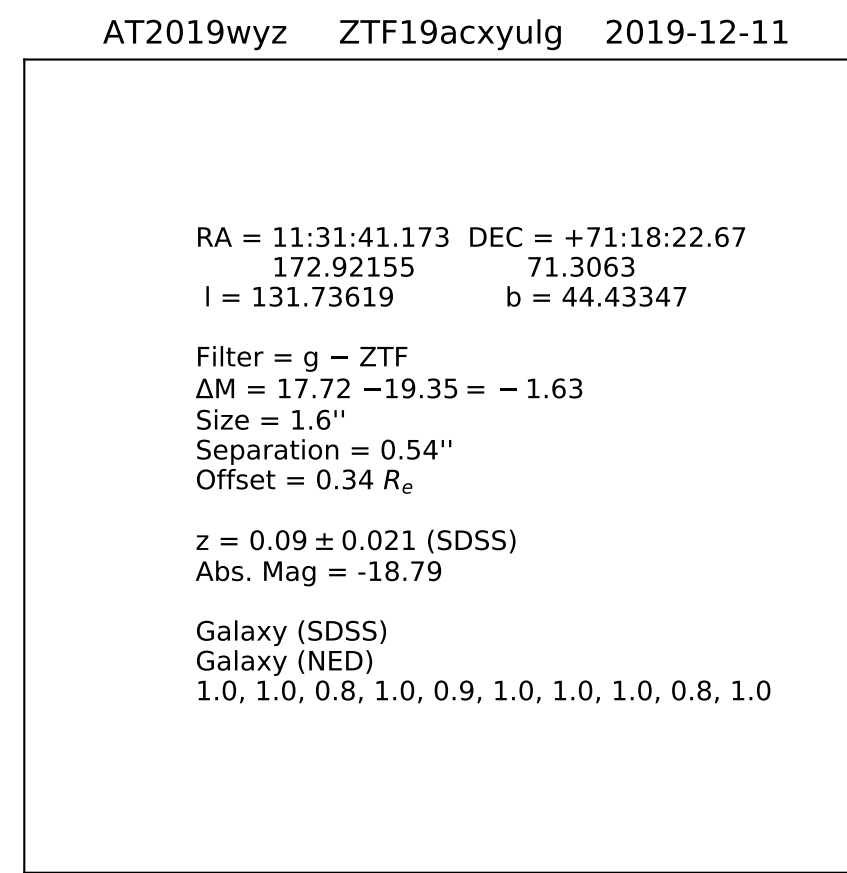 AT2019wyz ZTF19acxyulg 2019-12-11
RA = 11:31:41.173 DEC = +71:18:22.67
172.92155 71.3063
l = 131.73619 b = 44.43347
Filter = g − ZTF
ΔM = 17.72 −19.35 = − 1.63
Size = 1.6''
Separation = 0.54''
Offset = 0.34 Rₑ
z = 0.09 ± 0.021 (SDSS)
Abs. Mag = -18.79
Galaxy (SDSS)
Galaxy (NED)
1.0, 1.0, 0.8, 1.0, 0.9, 1.0, 1.0, 1.0, 0.8, 1.0